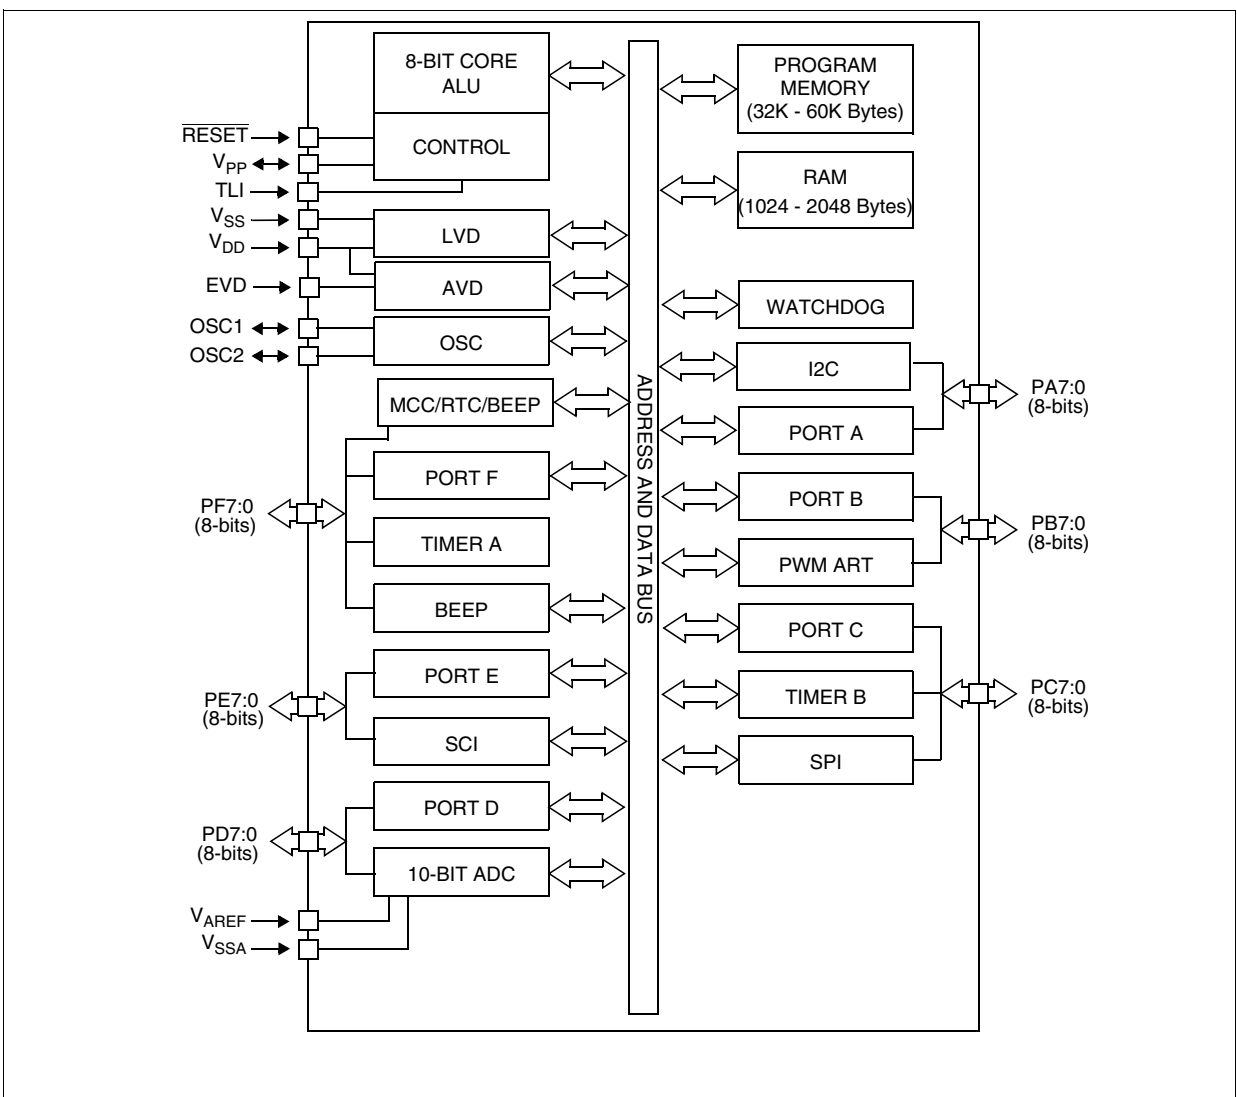 8-BIT CORE
ALU
CONTROL
RESET
VPP
TLI
VSS
VDD
LVD
EVD
AVD
OSC1
OSC2
OSC
MCC/RTC/BEEP
PORT F
PF7:0
(8-bits)
TIMER A
BEEP
PORT E
PE7:0
(8-bits)
SCI
PORT D
PD7:0
(8-bits)
10-BIT ADC
VAREF
VSSA
ADDRESS AND DATA BUS
PROGRAM
MEMORY
(32K - 60K Bytes)
RAM
(1024 - 2048 Bytes)
WATCHDOG
I2C
PA7:0
(8-bits)
PORT A
PORT B
PB7:0
(8-bits)
PWM ART
PORT C
TIMER B
PC7:0
(8-bits)
SPI